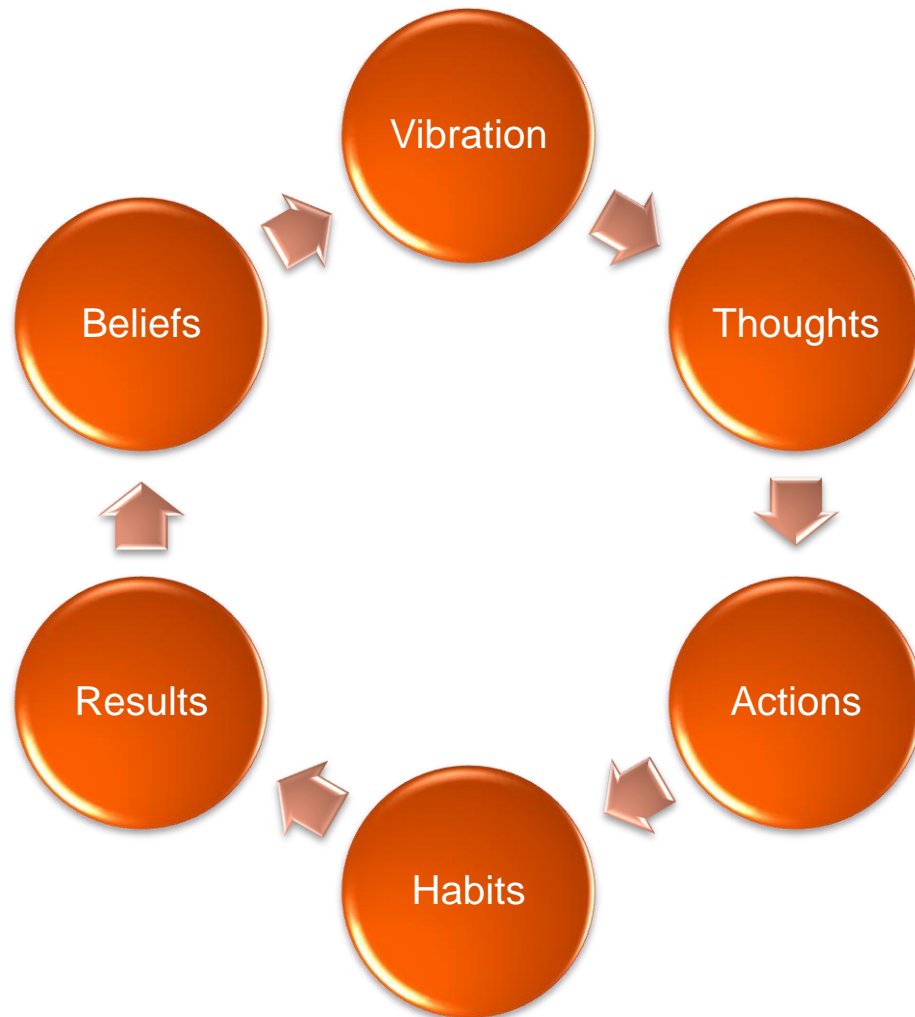 Vibration
Thoughts
Actions
Habits
Results
Beliefs